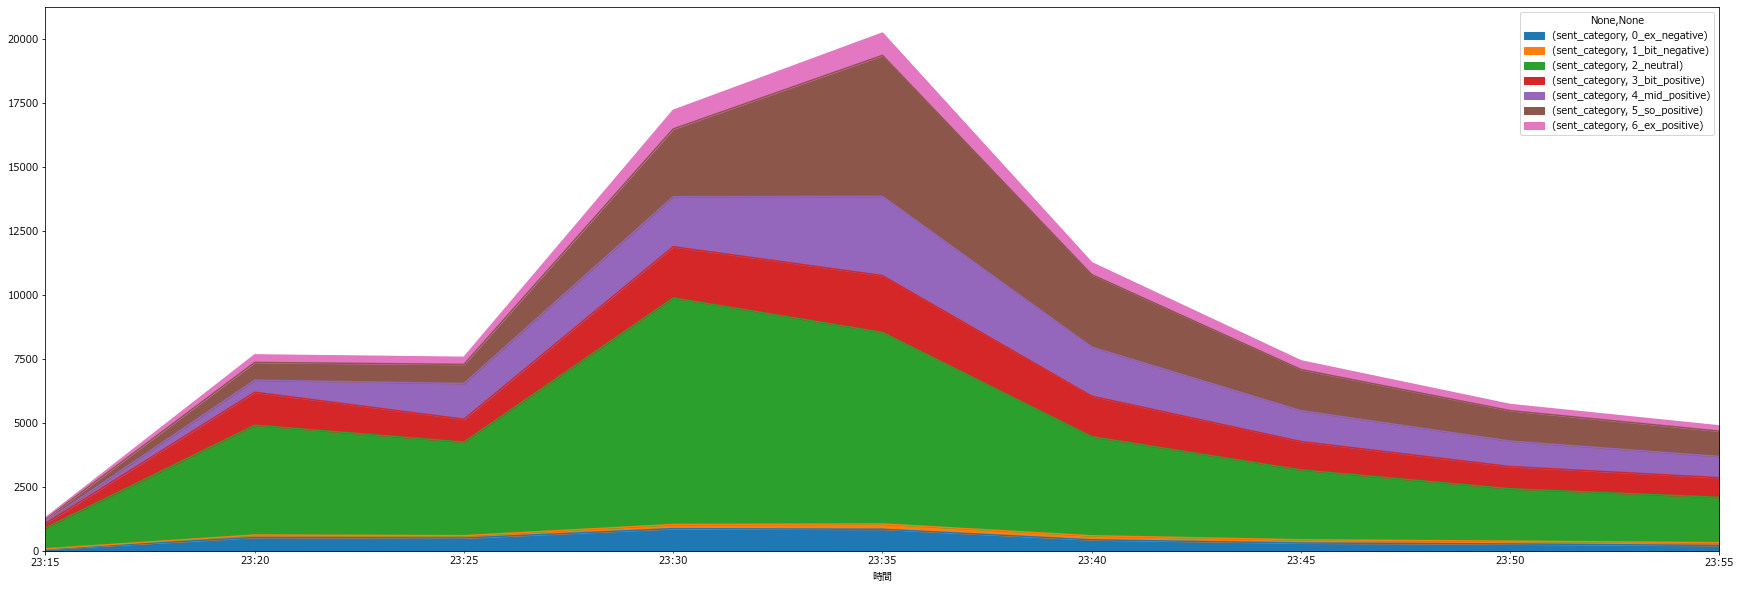 None,None
(sent_category, 0_ex_negative)
(sent_category, 1_bit_negative)
(sent_category, 2_neutral)
(sent_category, 3_bit_positive)
(sent_category, 4_mid_positive)
(sent_category, 5_so_positive)
(sent_category, 6_ex_positive)
20000
17500
15000
12500
10000
7500
5000
2500
0
23:15 23:20 23:25 23:30 23:35 23:40 23:45 23:50 23:55
時間